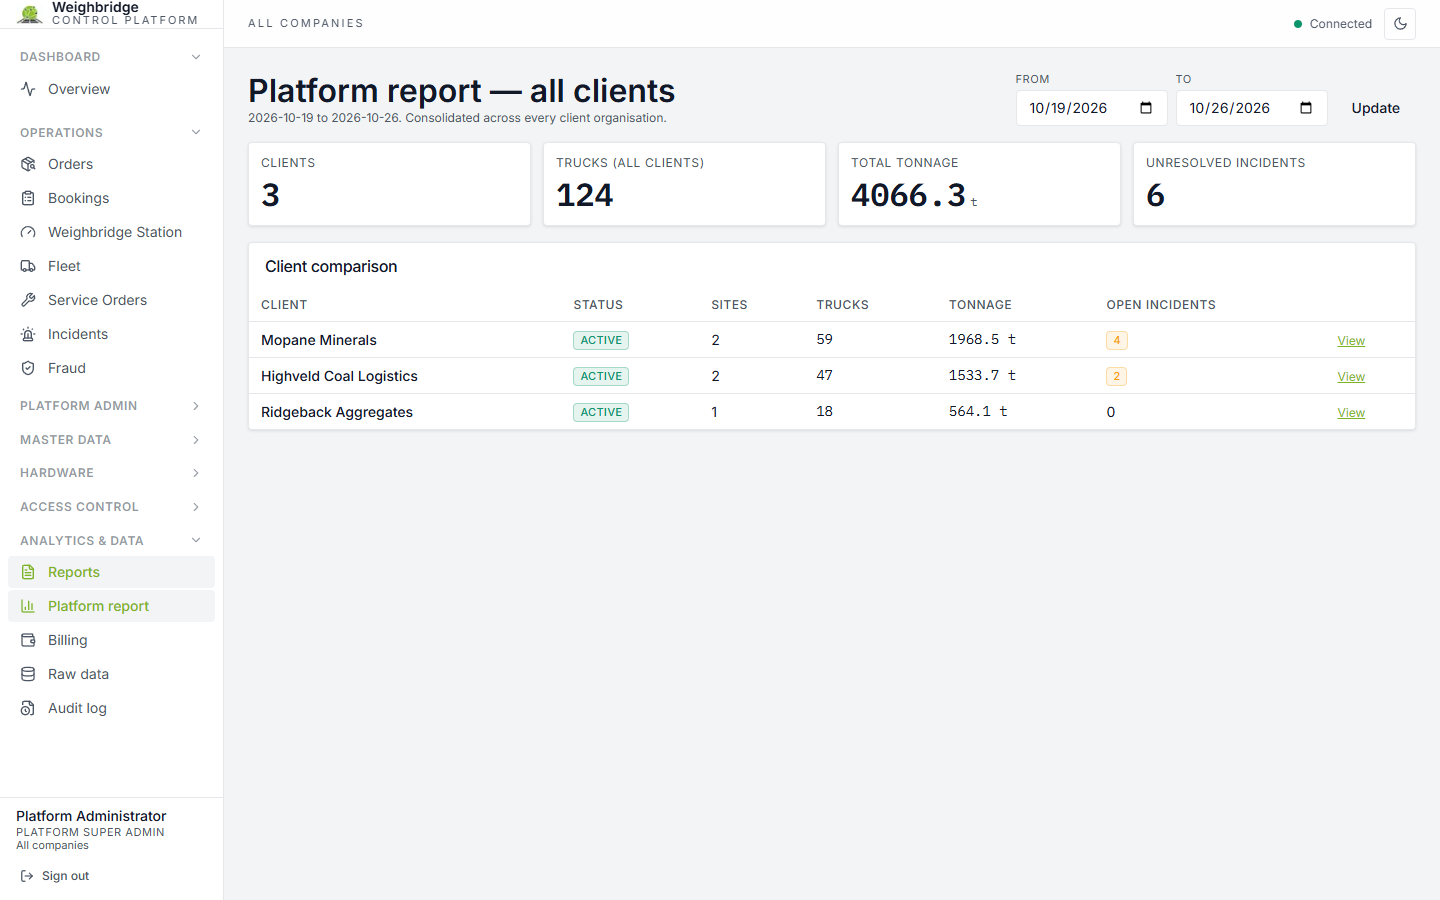 Weighbridge
CONTROL PLATFORM
DASHBOARD
Overview
OPERATIONS
Orders
Bookings
Weighbridge Station
Fleet
Service Orders
Incidents
Fraud
PLATFORM ADMIN
MASTER DATA
HARDWARE
ACCESS CONTROL
ANALYTICS & DATA
Reports
Platform report
Billing
Raw data
Audit log
Platform Administrator
PLATFORM SUPER ADMIN
All companies
Sign out
ALL COMPANIES
Connected
Platform report — all clients
2026-10-19 to 2026-10-26. Consolidated across every client organisation.
FROM TO
10/19/2026 10/26/2026 Update
CLIENTS
3
TRUCKS (ALL CLIENTS)
124
TOTAL TONNAGE
4066.3 t
UNRESOLVED INCIDENTS
6
Client comparison
CLIENT STATUS SITES TRUCKS TONNAGE OPEN INCIDENTS
Mopane Minerals ACTIVE 2 59 1968.5 t 4 View
Highveld Coal Logistics ACTIVE 2 47 1533.7 t 2 View
Ridgeback Aggregates ACTIVE 1 18 564.1 t 0 View